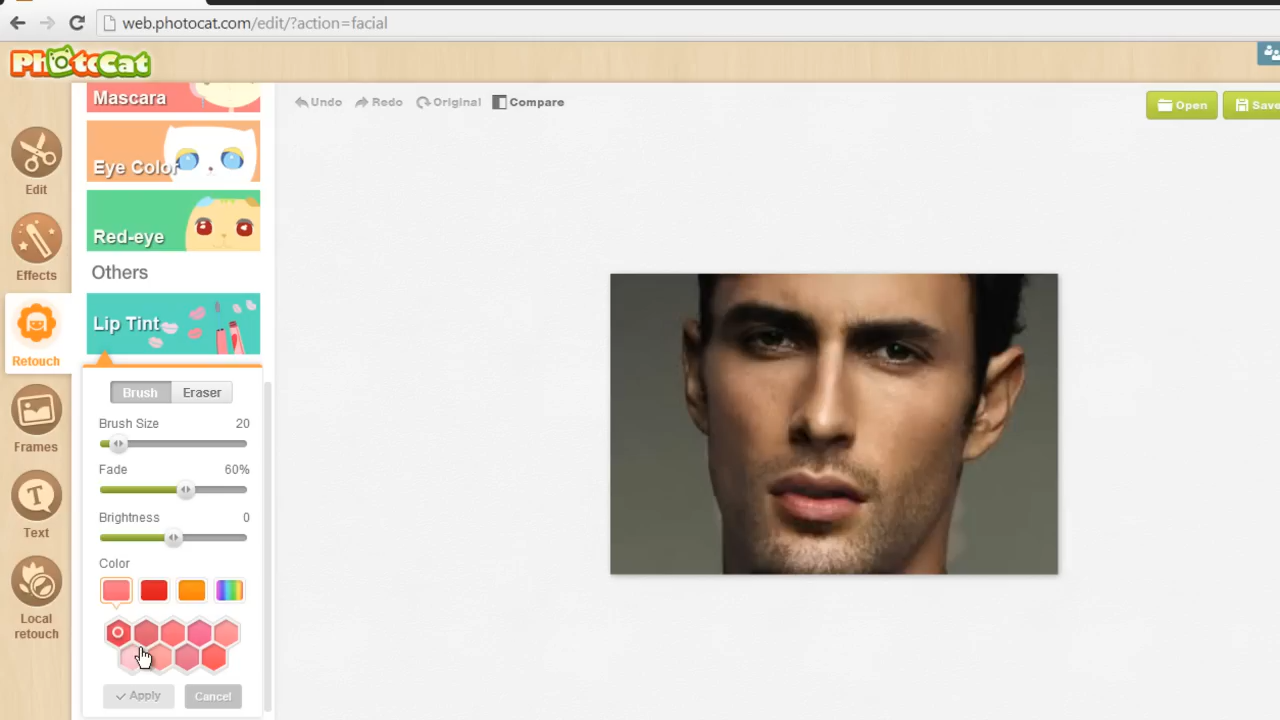 web.photocat.com/edit/?action=facial
PhotoCat
Mascara
Undo Redo Original Compare
Open Save
Eye Color
Edit
Red-eye
Effects
Others
Lip Tint
Retouch
Brush Eraser
Brush Size 20
Frames
Fade 60%
Brightness 0
Text
Color
Local
retouch
Apply Cancel